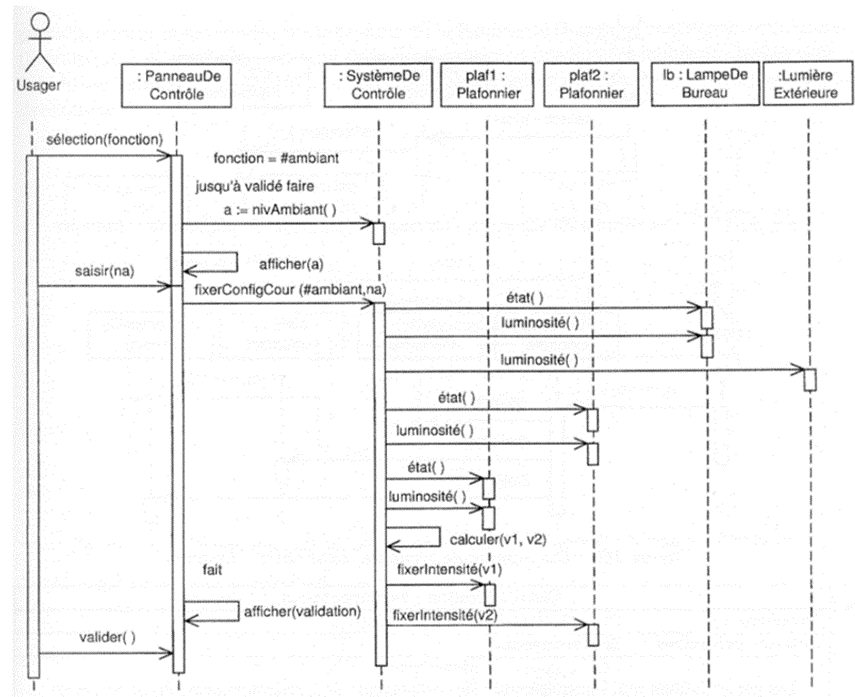 Usager
: PanneauDe
Contrôle
: SystèmeDe
Contrôle
plaf1 :
Plafonnier
plaf2 :
Plafonnier
lb : LampeDe
Bureau
:Lumière
Extérieure
sélection(fonction)
fonction = #ambiant
jusqu'à validé faire
a := nivAmbiant( )
afficher(a)
saisir(na)
fixerConfigCour (#ambiant,na)
état( )
luminosité( )
luminosité( )
état( )
luminosité( )
état( )
luminosité( )
calculer(v1, v2)
fait
fixerIntensité(v1)
afficher(validation)
fixerIntensité(v2)
valider( )